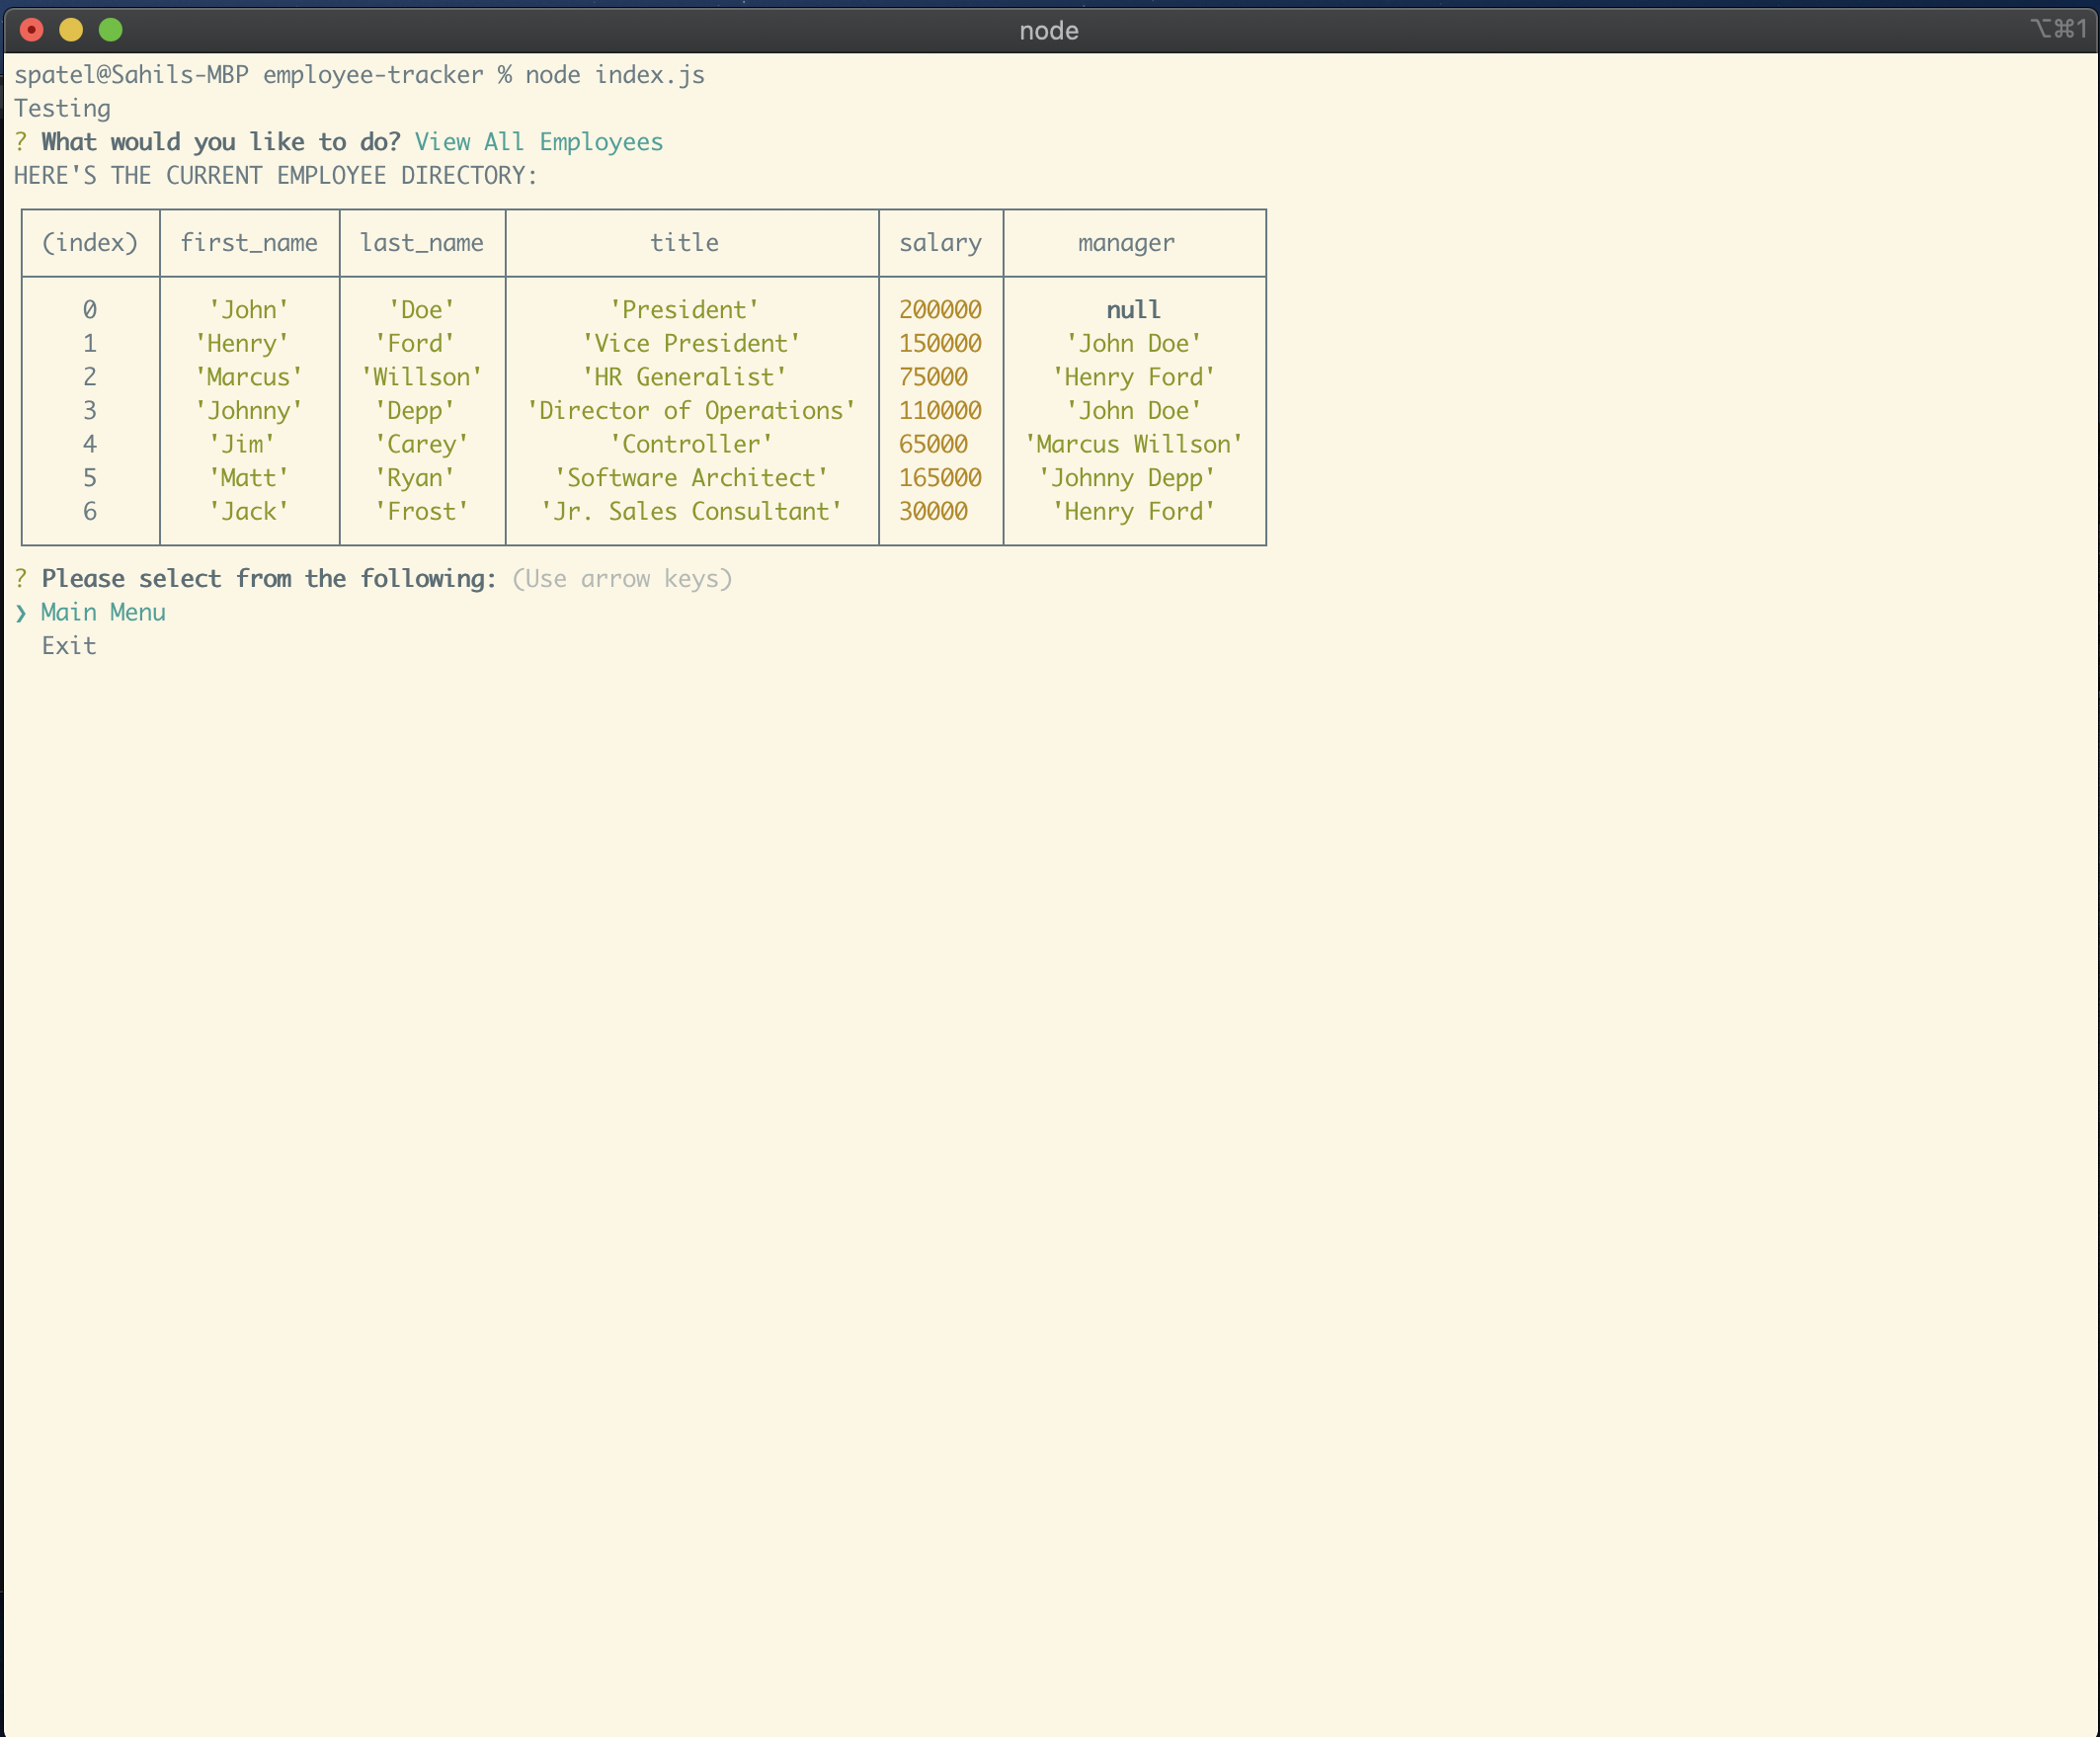 node
⌥⌘1
spatel@Sahils-MBP employee-tracker % node index.js
Testing
? What would you like to do? View All Employees
HERE'S THE CURRENT EMPLOYEE DIRECTORY:
(index) first_name last_name title salary manager
0 'John' 'Doe' 'President' 200000 null
1 'Henry' 'Ford' 'Vice President' 150000 'John Doe'
2 'Marcus' 'Willson' 'HR Generalist' 75000 'Henry Ford'
3 'Johnny' 'Depp' 'Director of Operations' 110000 'John Doe'
4 'Jim' 'Carey' 'Controller' 65000 'Marcus Willson'
5 'Matt' 'Ryan' 'Software Architect' 165000 'Johnny Depp'
6 'Jack' 'Frost' 'Jr. Sales Consultant' 30000 'Henry Ford'
? Please select from the following: (Use arrow keys)
❯ Main Menu
Exit